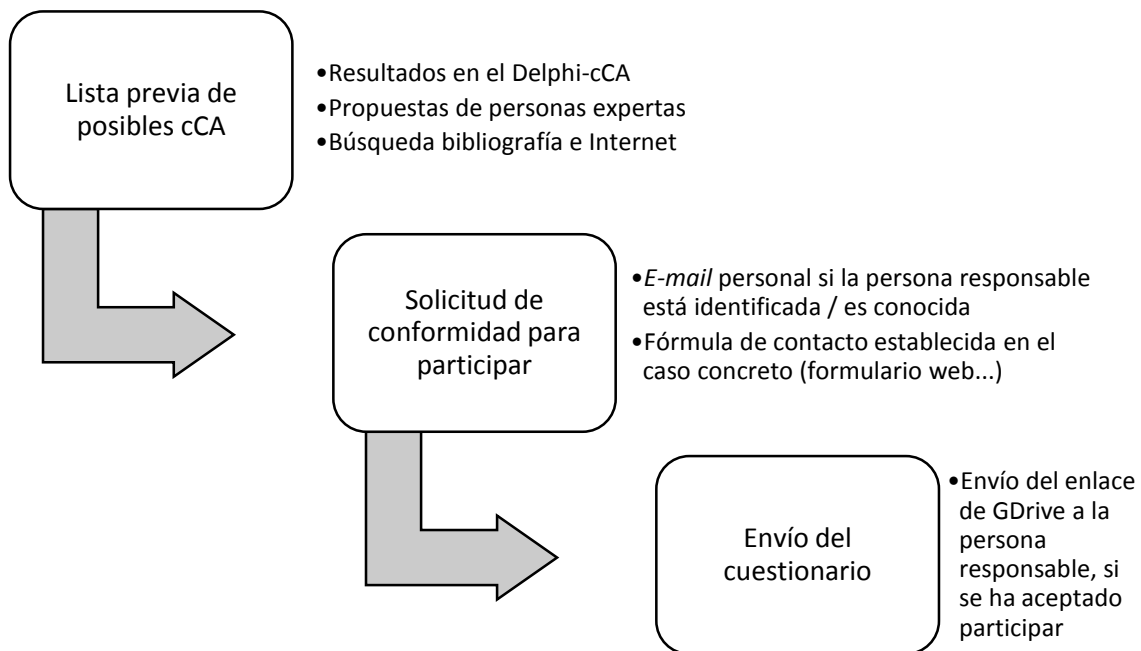 Lista previa de
posibles cCA
•Resultados en el Delphi-cCA
•Propuestas de personas expertas
•Búsqueda bibliografía e Internet
Solicitud de
conformidad para
participar
•E-mail personal si la persona responsable
está identificada / es conocida
•Fórmula de contacto establecida en el
caso concreto (formulario web...)
Envío del
cuestionario
•Envío del enlace
de GDrive a la
persona
responsable, si
se ha aceptado
participar